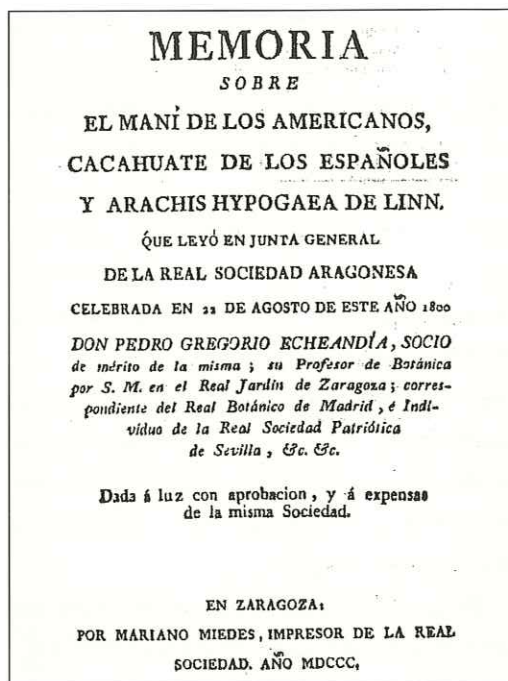 MEMORIA
SOBRE
EL MANÍ DE LOS AMERICANOS,
CACAHUATE DE LOS ESPAÑOLES
Y ARACHIS HYPOGAEA DE LINN.
QUE LEYÓ EN JUNTA GENERAL
DE LA REAL SOCIEDAD ARAGONESA
CELEBRADA EN 22 DE AGOSTO DE ESTE AÑO 1800
DON PEDRO GREGORIO ECHEANDÍA, SOCIO
de mérito de la misma; su Profesor de Botánica
por S. M. en el Real Jardin de Zaragoza; corres-
pondiente del Real Botánico de Madrid, é Indi-
viduo de la Real Sociedad Patriótica
de Sevilla, &c. &c.
Dada á luz con aprobacion, y á expensas
de la misma Sociedad.
EN ZARAGOZA:
POR MARIANO MIEDES, IMPRESOR DE LA REAL
SOCIEDAD. AÑO MDCCC.